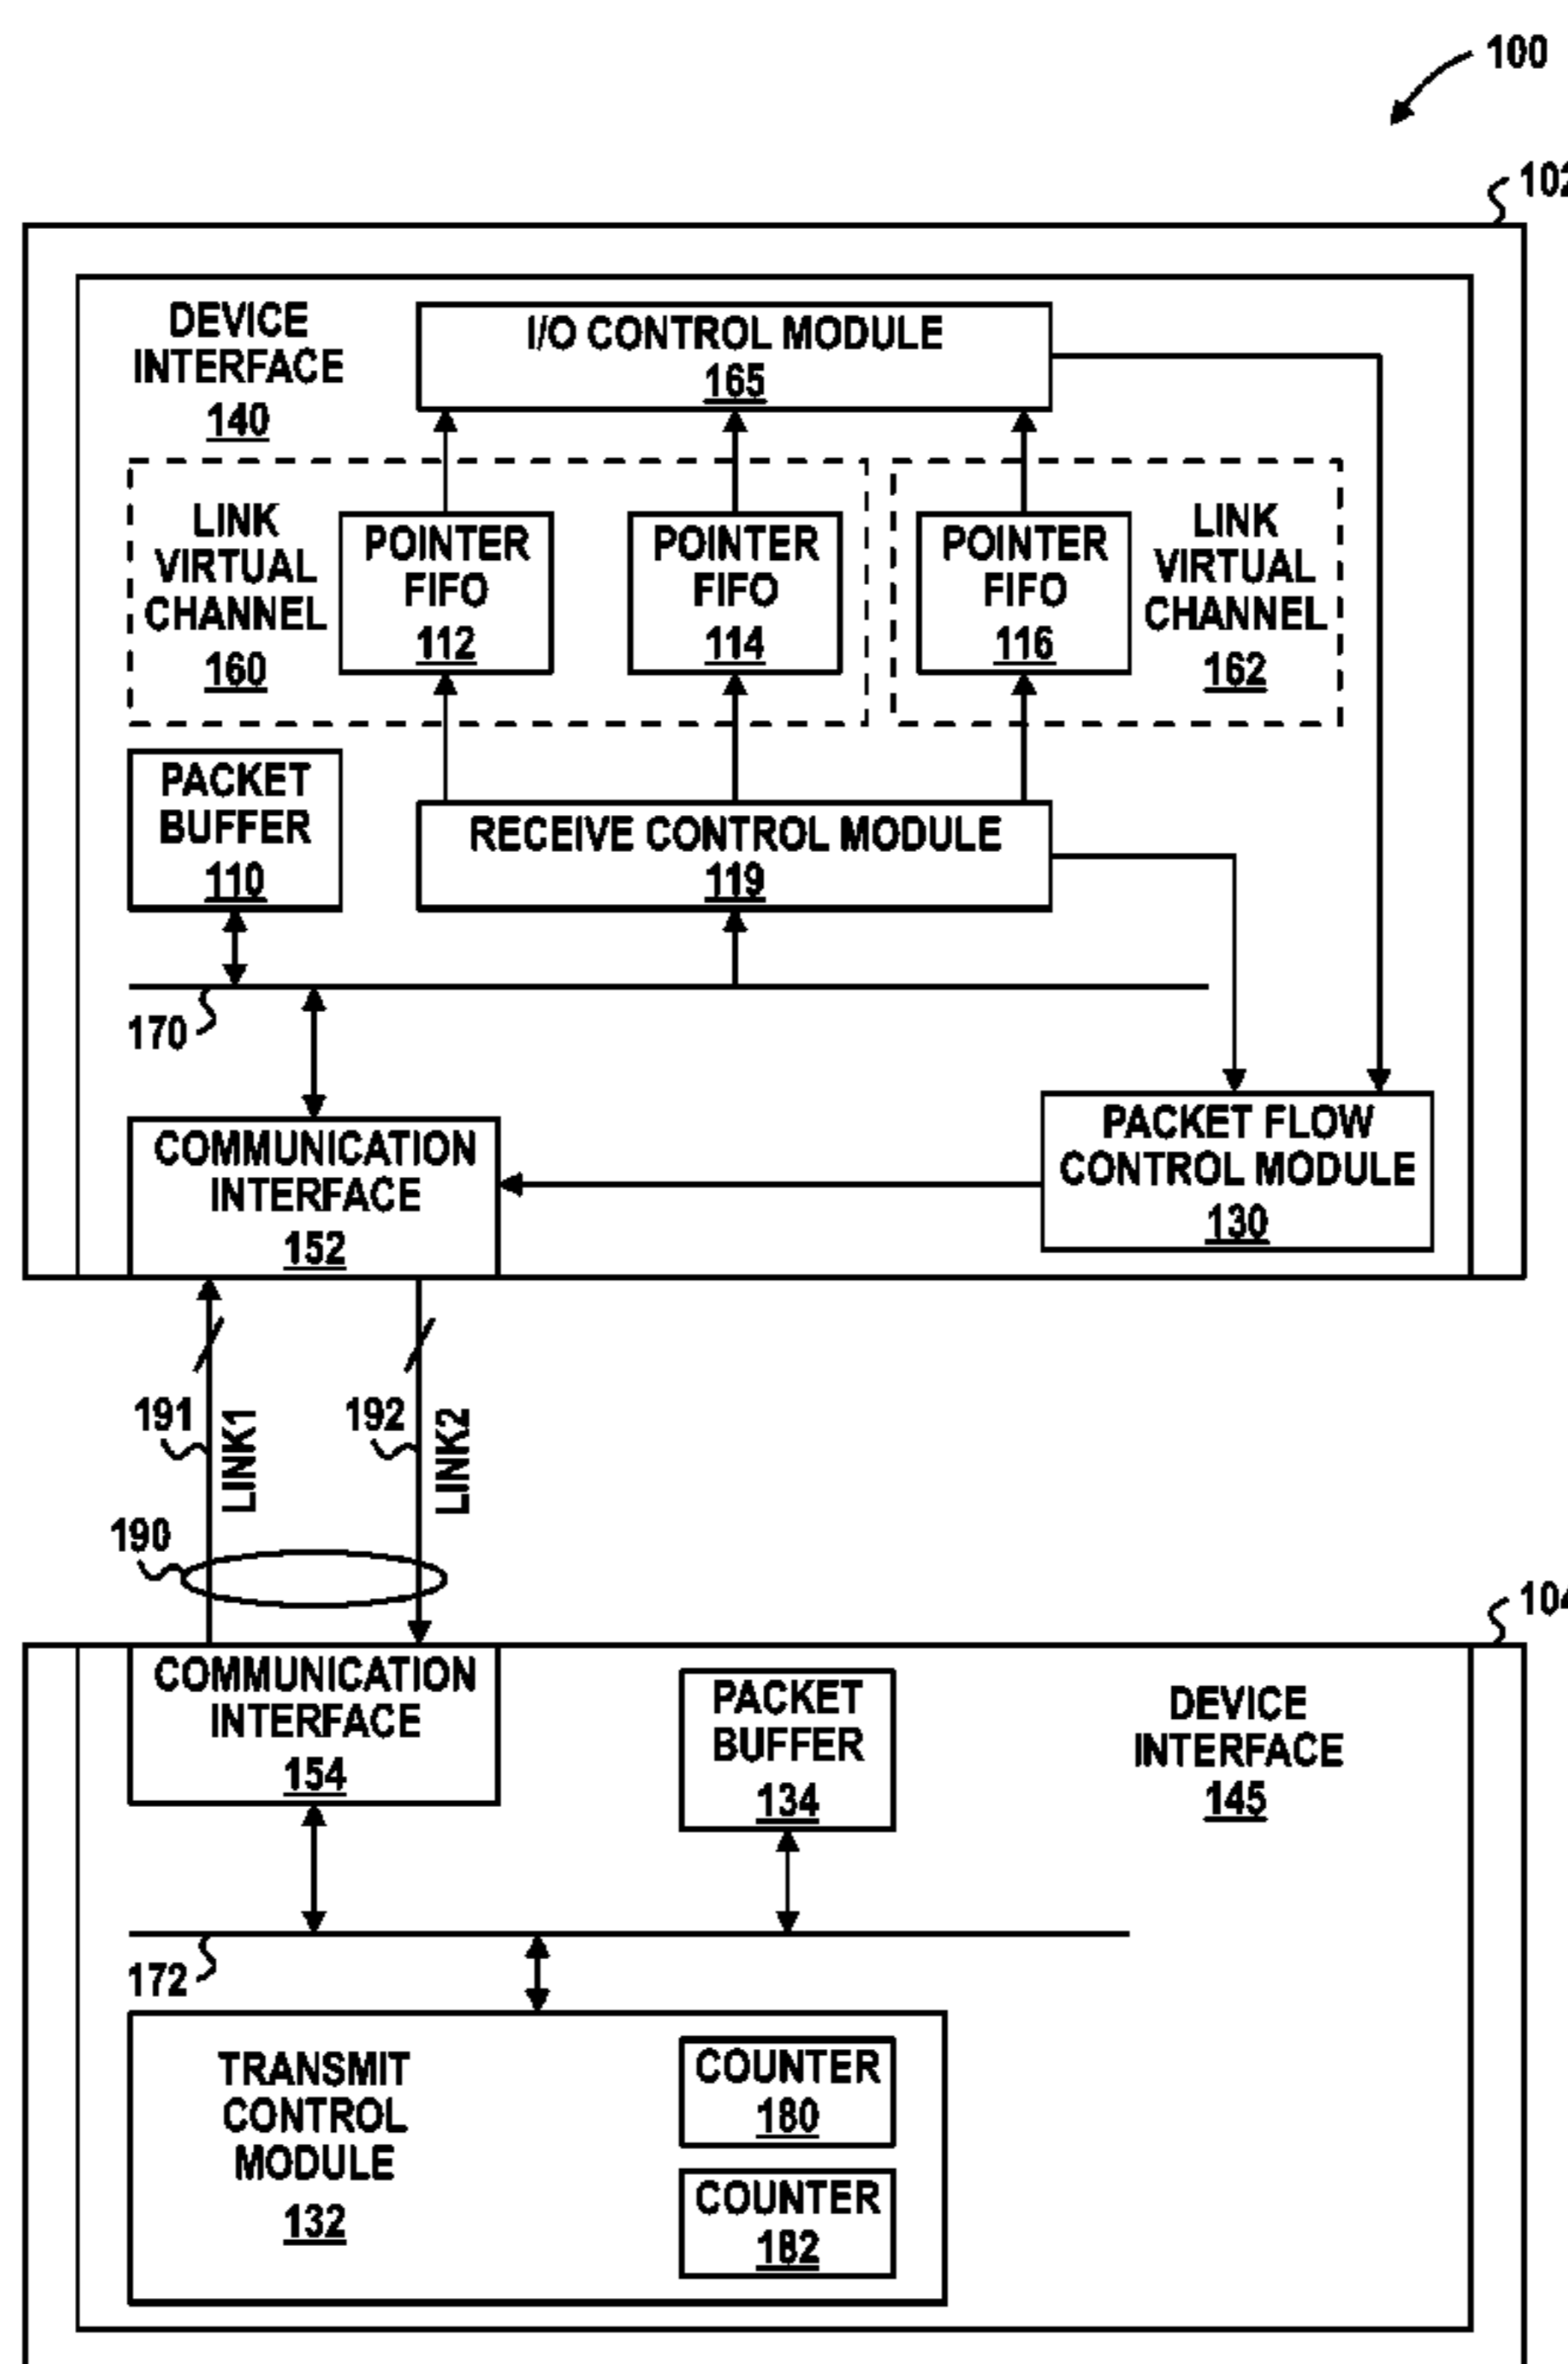 100
102
DEVICE
INTERFACE
140
I/O CONTROL MODULE
165
LINK
VIRTUAL
CHANNEL
160
POINTER
FIFO
112
POINTER
FIFO
114
POINTER
FIFO
116
LINK
VIRTUAL
CHANNEL
162
PACKET
BUFFER
110
RECEIVE CONTROL MODULE
119
170
COMMUNICATION
INTERFACE
152
PACKET FLOW
CONTROL MODULE
130
191
LINK1
192
LINK2
190
104
COMMUNICATION
INTERFACE
154
PACKET
BUFFER
134
DEVICE
INTERFACE
145
172
TRANSMIT
CONTROL
MODULE
132
COUNTER
180
COUNTER
182